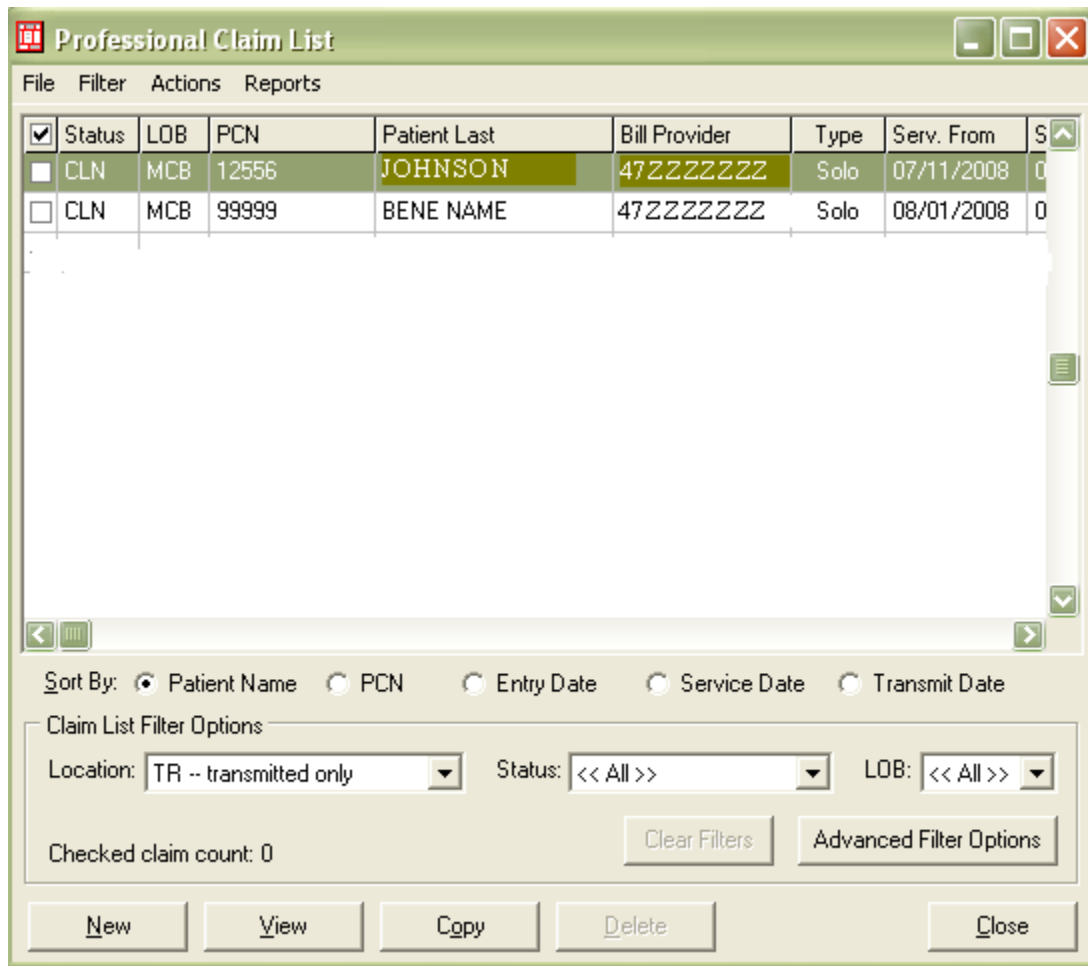 Professional Claim List
File Filter Actions Reports
Status LOB PCN Patient Last Bill Provider Type Serv. From S
CLN MCB 12556 JOHNSON 47ZZZZZZZ Solo 07/11/2008 0
CLN MCB 99999 BENE NAME 47ZZZZZZZ Solo 08/01/2008 0
Sort By: Patient Name PCN Entry Date Service Date Transmit Date
Claim List Filter Options
Location: TR -- transmitted only Status: << All >> LOB: << All >>
Checked claim count: 0 Clear Filters Advanced Filter Options
New View Copy Delete Close